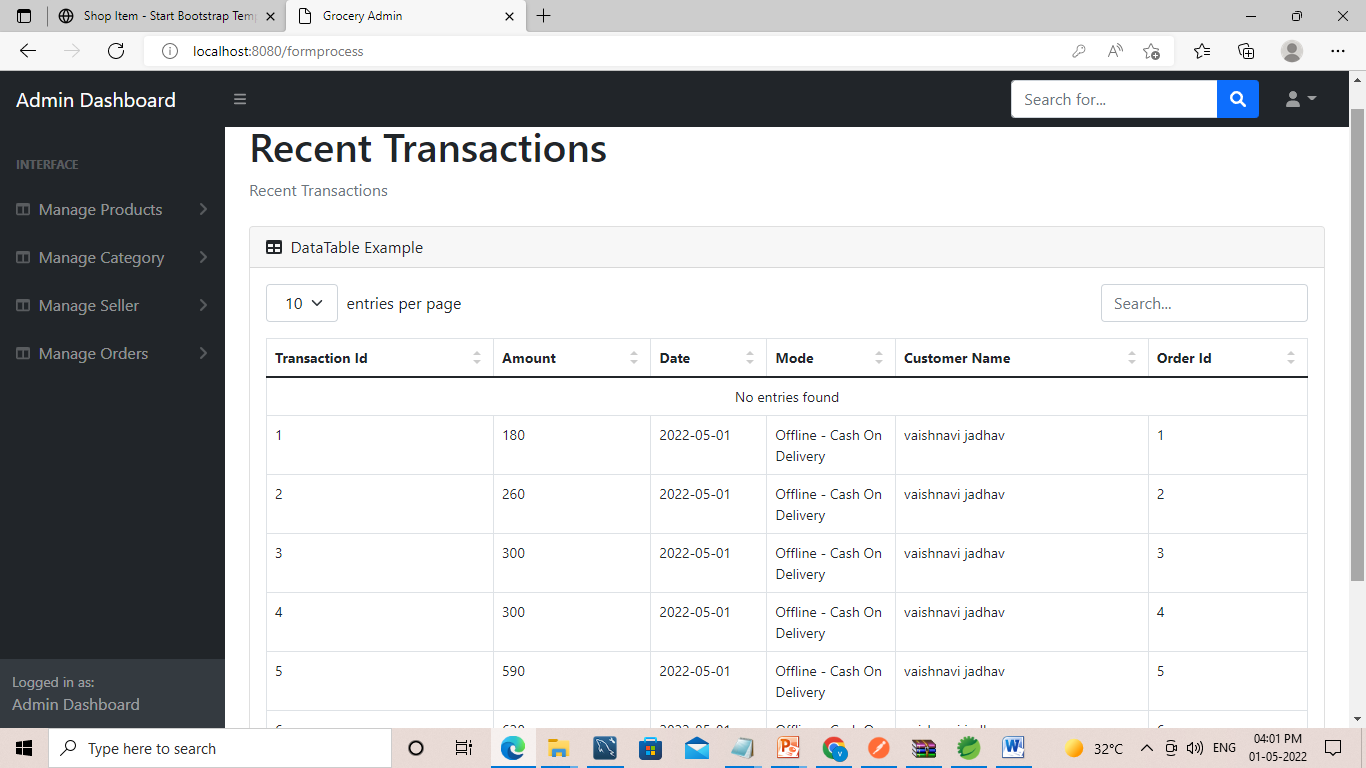 Shop Item - Start Bootstrap Tem
Grocery Admin
localhost:8080/formprocess
Admin Dashboard
Search for...
INTERFACE
Manage Products
Manage Category
Manage Seller
Manage Orders
Logged in as:
Admin Dashboard
Recent Transactions
Recent Transactions
DataTable Example
10 entries per page
Search...
Transaction Id Amount Date Mode Customer Name Order Id
No entries found
1 180 2022-05-01 Offline - Cash On Delivery vaishnavi jadhav 1
2 260 2022-05-01 Offline - Cash On Delivery vaishnavi jadhav 2
3 300 2022-05-01 Offline - Cash On Delivery vaishnavi jadhav 3
4 300 2022-05-01 Offline - Cash On Delivery vaishnavi jadhav 4
5 590 2022-05-01 Offline - Cash On Delivery vaishnavi jadhav 5
Type here to search
32°C
ENG
04:01 PM
01-05-2022